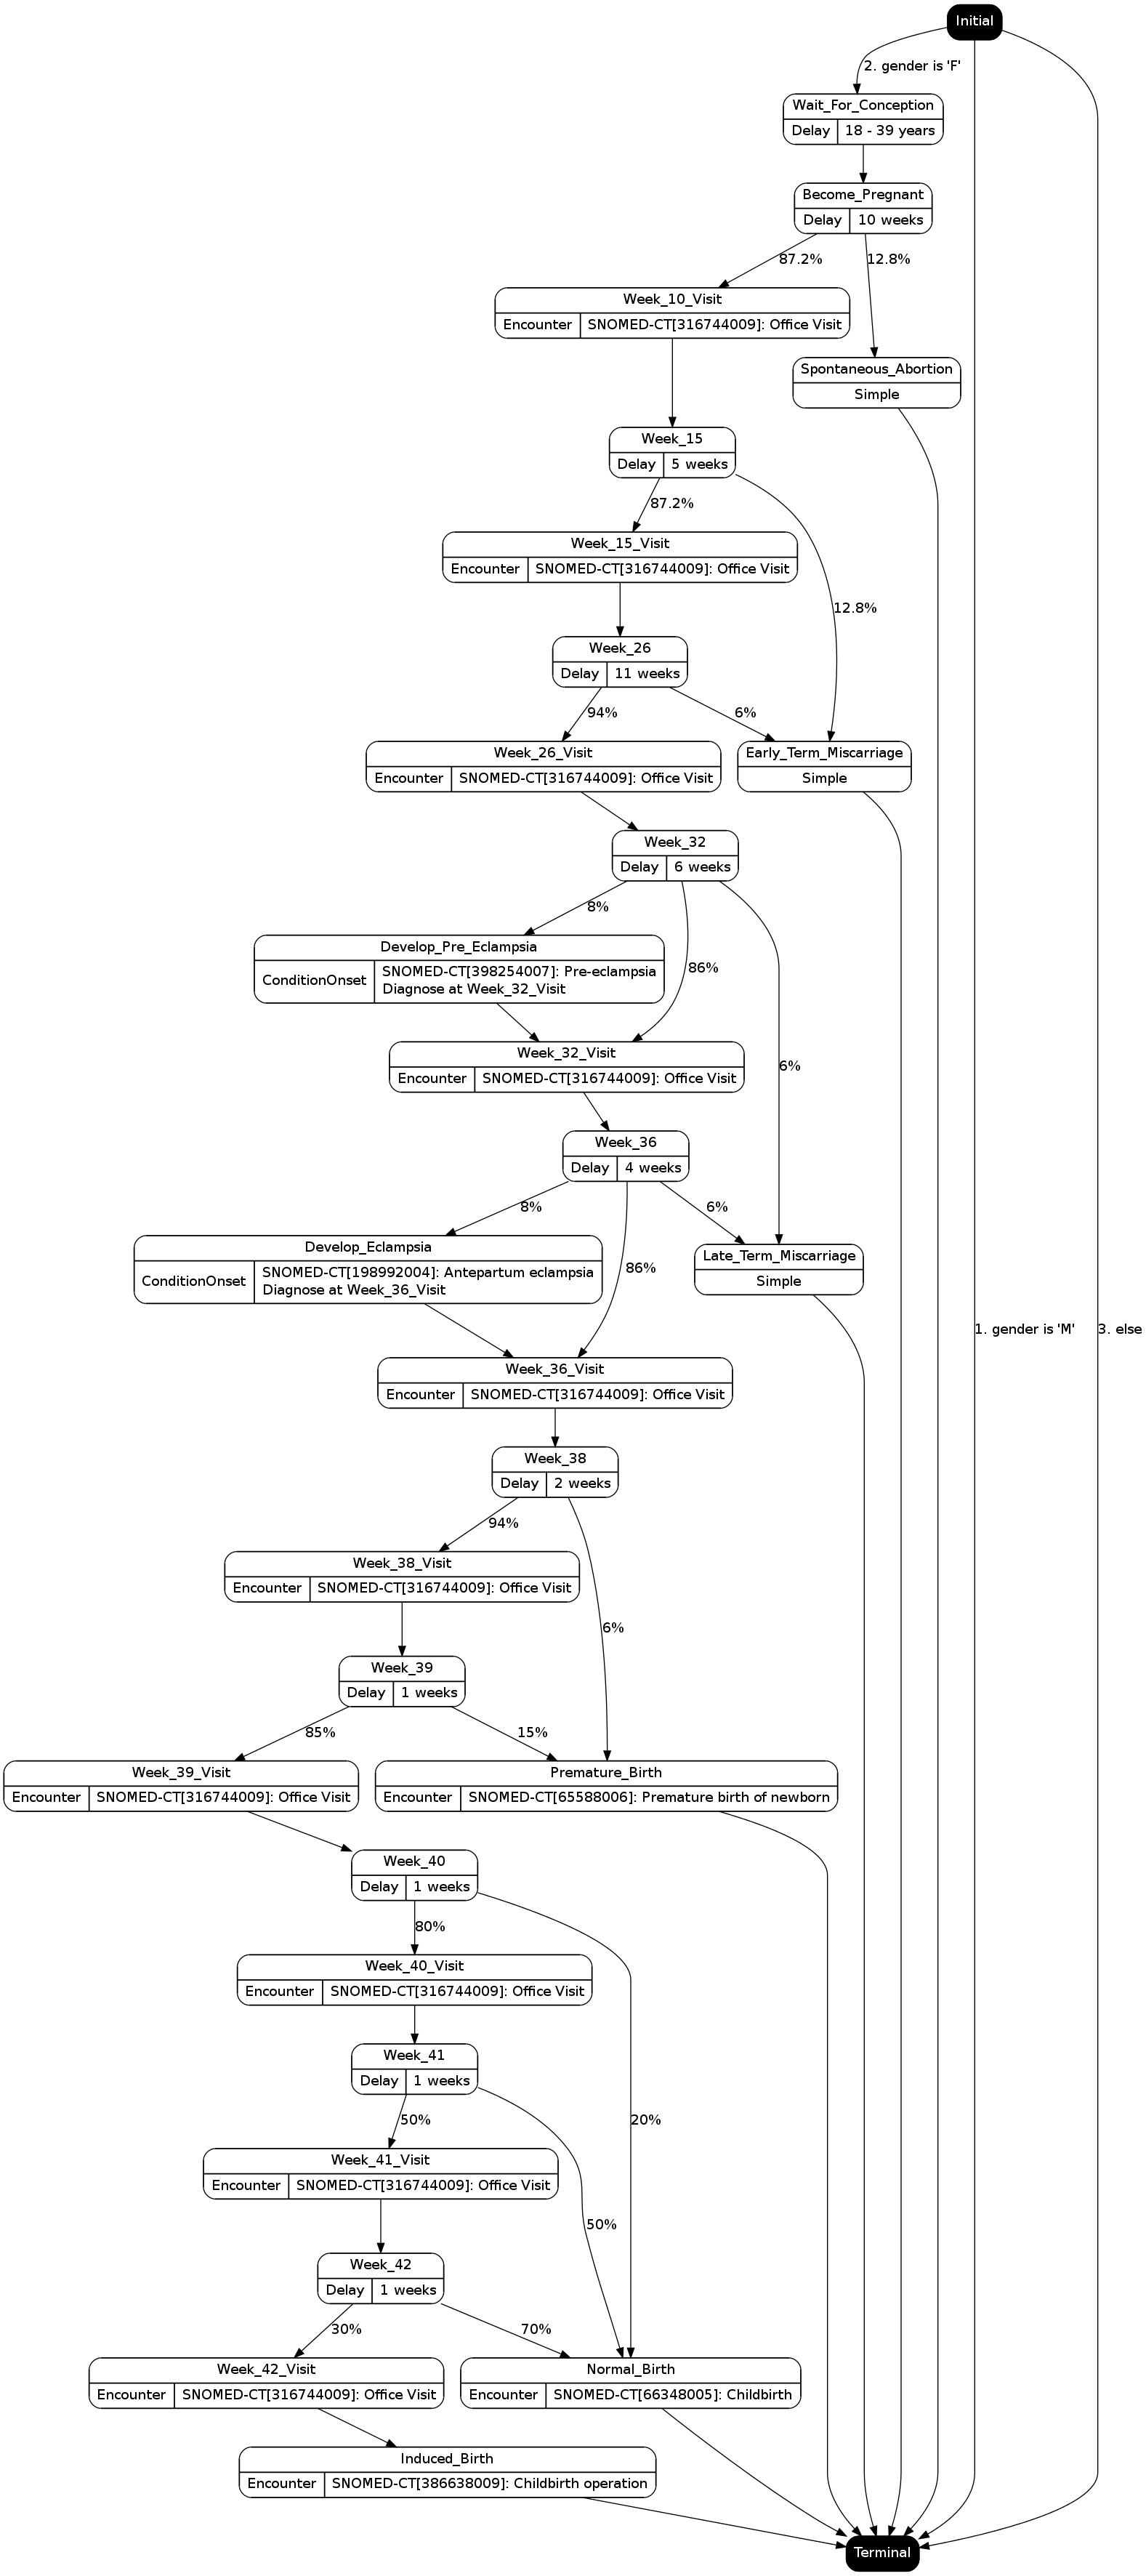 Initial
2. gender is 'F'
Wait_For_Conception
Delay 18 - 39 years
Become_Pregnant
Delay 10 weeks
87.2%
12.8%
Week_10_Visit
Encounter SNOMED-CT[316744009]: Office Visit
Spontaneous_Abortion
Simple
Week_15
Delay 5 weeks
87.2%
Week_15_Visit
Encounter SNOMED-CT[316744009]: Office Visit
12.8%
Week_26
Delay 11 weeks
94%
6%
Week_26_Visit
Encounter SNOMED-CT[316744009]: Office Visit
Early_Term_Miscarriage
Simple
Week_32
Delay 6 weeks
8%
Develop_Pre_Eclampsia
ConditionOnset
SNOMED-CT[398254007]: Pre-eclampsia
Diagnose at Week_32_Visit
86%
6%
Week_32_Visit
Encounter SNOMED-CT[316744009]: Office Visit
Week_36
Delay 4 weeks
8%
6%
Develop_Eclampsia
ConditionOnset
SNOMED-CT[198992004]: Antepartum eclampsia
Diagnose at Week_36_Visit
86%
Late_Term_Miscarriage
Simple
1. gender is 'M'
3. else
Week_36_Visit
Encounter SNOMED-CT[316744009]: Office Visit
Week_38
Delay 2 weeks
94%
Week_38_Visit
Encounter SNOMED-CT[316744009]: Office Visit
6%
Week_39
Delay 1 weeks
85%
15%
Week_39_Visit
Encounter SNOMED-CT[316744009]: Office Visit
Premature_Birth
Encounter SNOMED-CT[65588006]: Premature birth of newborn
Week_40
Delay 1 weeks
80%
Week_40_Visit
Encounter SNOMED-CT[316744009]: Office Visit
Week_41
Delay 1 weeks
50%
20%
Week_41_Visit
Encounter SNOMED-CT[316744009]: Office Visit
50%
Week_42
Delay 1 weeks
30%
70%
Week_42_Visit
Encounter SNOMED-CT[316744009]: Office Visit
Normal_Birth
Encounter SNOMED-CT[66348005]: Childbirth
Induced_Birth
Encounter SNOMED-CT[386638009]: Childbirth operation
Terminal